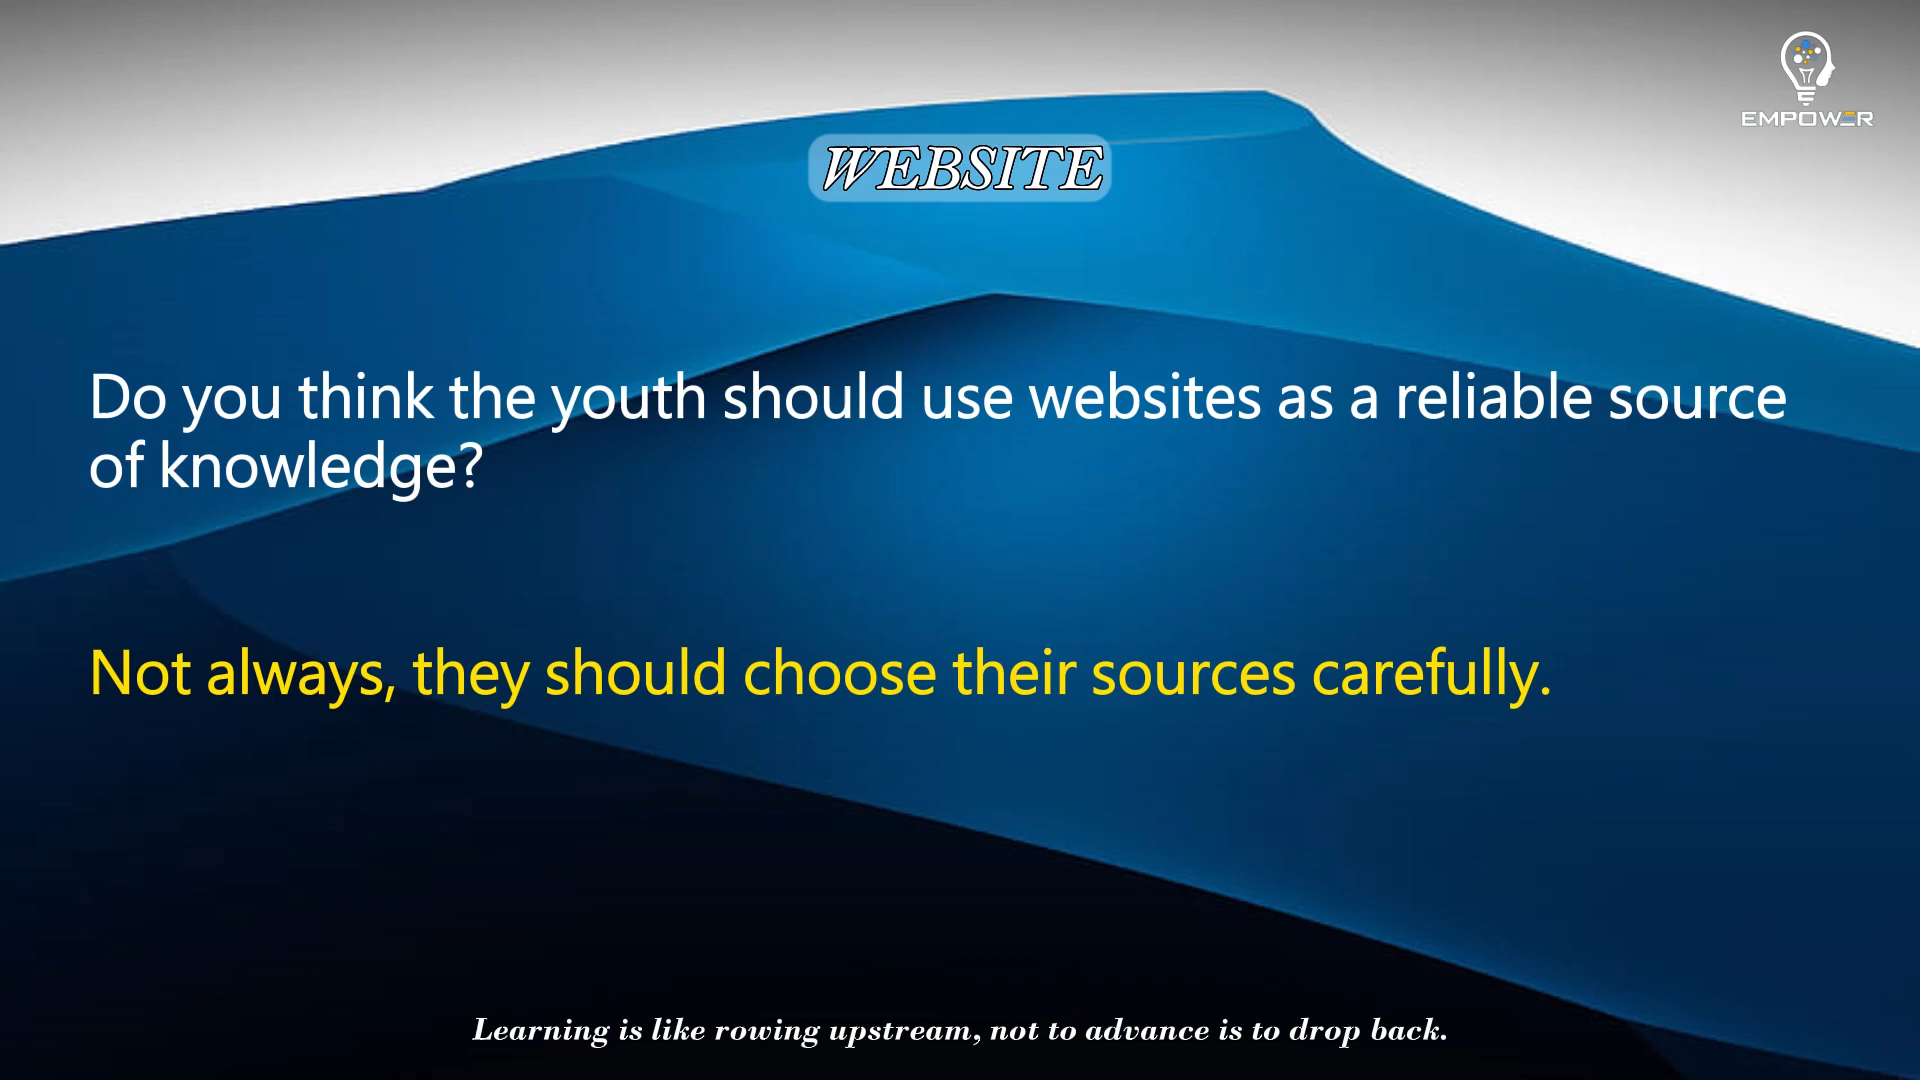 EMPOWER
WEBSITE
Do you think the youth should use websites as a reliable source
of knowledge?
Not always, they should choose their sources carefully.
Learning is like rowing upstream, not to advance is to drop back.